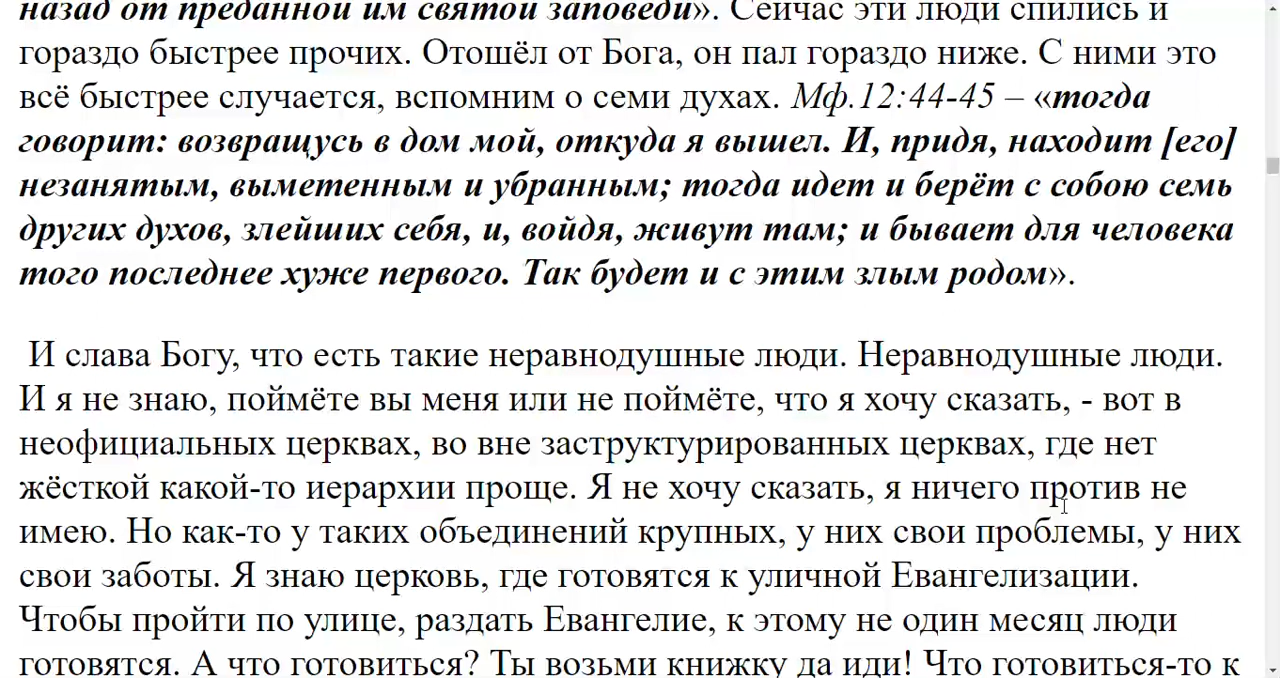 назад от преданной им святой заповеди». Сейчас эти люди спились и
гораздо быстрее прочих. Отошёл от Бога, он пал гораздо ниже. С ними это
всё быстрее случается, вспомним о семи духах. Мф.12:44-45 – «тогда
говорит: возвращусь в дом мой, откуда я вышел. И, придя, находит [его]
незанятым, выметенным и убранным; тогда идет и берёт с собою семь
других духов, злейших себя, и, войдя, живут там; и бывает для человека
того последнее хуже первого. Так будет и с этим злым родом».
И слава Богу, что есть такие неравнодушные люди. Неравнодушные люди.
И я не знаю, поймёте вы меня или не поймёте, что я хочу сказать, - вот в
неофициальных церквах, во вне заструктурированных церквах, где нет
жёсткой какой-то иерархии проще. Я не хочу сказать, я ничего против не
имею. Но как-то у таких объединений крупных, у них свои проблемы, у них
свои заботы. Я знаю церковь, где готовятся к уличной Евангелизации.
Чтобы пройти по улице, раздать Евангелие, к этому не один месяц люди
готовятся. А что готовиться? Ты возьми книжку да иди! Что готовиться-то к